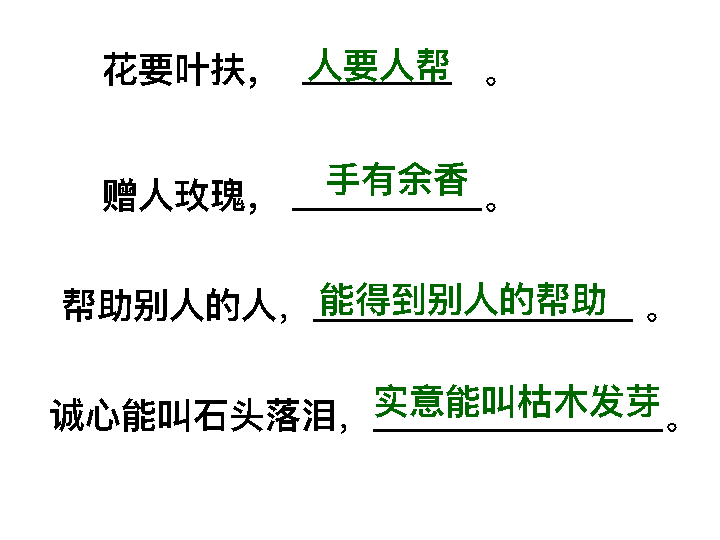 花要叶扶，人要人帮。
赠人玫瑰，手有余香。
帮助别人的人，能得到别人的帮助。
诚心能叫石头落泪，实意能叫枯木发芽。